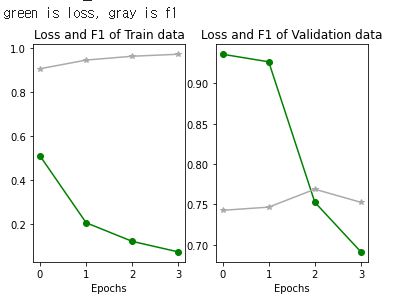 green is loss, gray is f1
Loss and F1 of Train data
1.0
0.8
0.6
0.4
0.2
0 1 2 3
Epochs
Loss and F1 of Validation data
0.90
0.85
0.80
0.75
0.70
0 1 2 3
Epochs